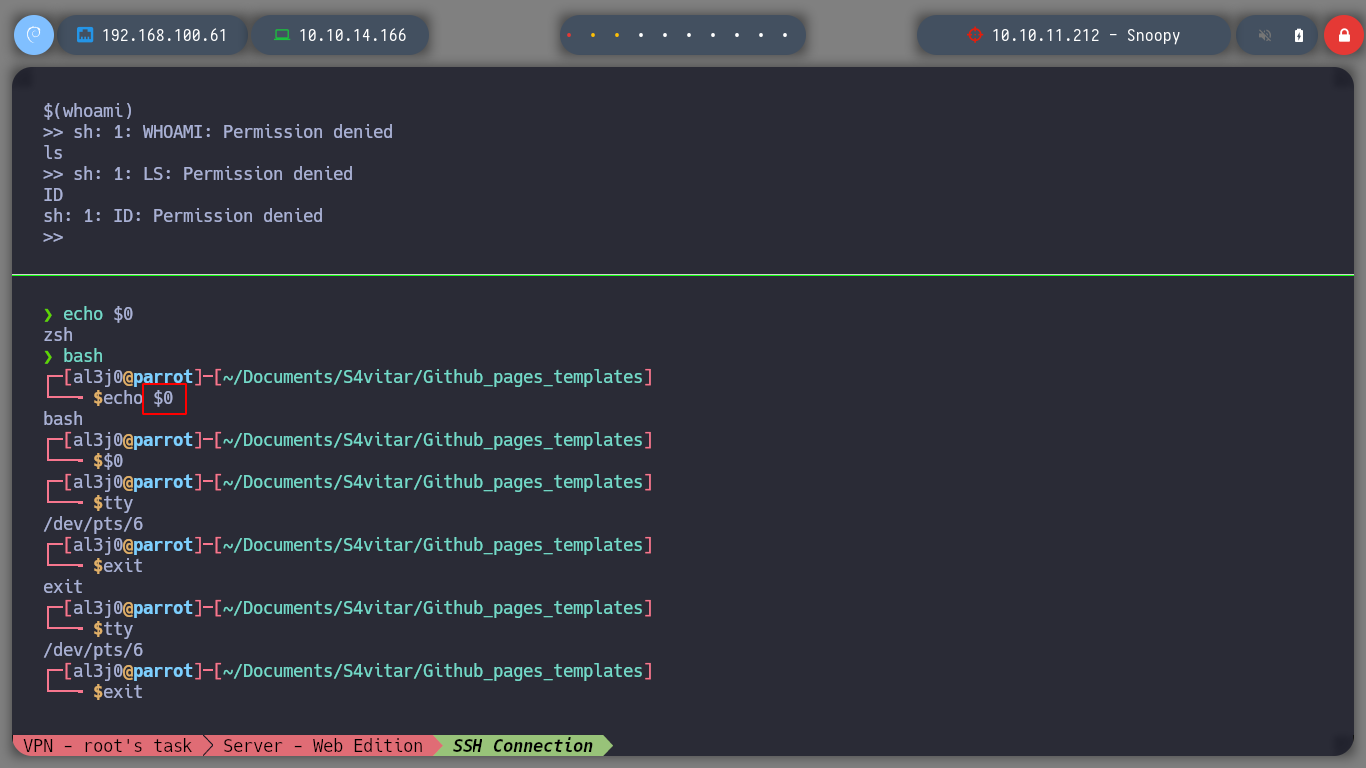 192.168.100.61 10.10.14.166 10.10.11.212 - Snoopy
$(whoami)
>> sh: 1: WHOAMI: Permission denied
ls
>> sh: 1: LS: Permission denied
ID
sh: 1: ID: Permission denied
>>
❯ echo $0
zsh
❯ bash
┌─[al3j0@parrot]─[~/Documents/S4vitar/Github_pages_templates]
└──╼ $echo $0
bash
┌─[al3j0@parrot]─[~/Documents/S4vitar/Github_pages_templates]
└──╼ $$0
┌─[al3j0@parrot]─[~/Documents/S4vitar/Github_pages_templates]
└──╼ $tty
/dev/pts/6
┌─[al3j0@parrot]─[~/Documents/S4vitar/Github_pages_templates]
└──╼ $exit
exit
┌─[al3j0@parrot]─[~/Documents/S4vitar/Github_pages_templates]
└──╼ $tty
/dev/pts/6
┌─[al3j0@parrot]─[~/Documents/S4vitar/Github_pages_templates]
└──╼ $exit
VPN - root's task Server - Web Edition SSH Connection